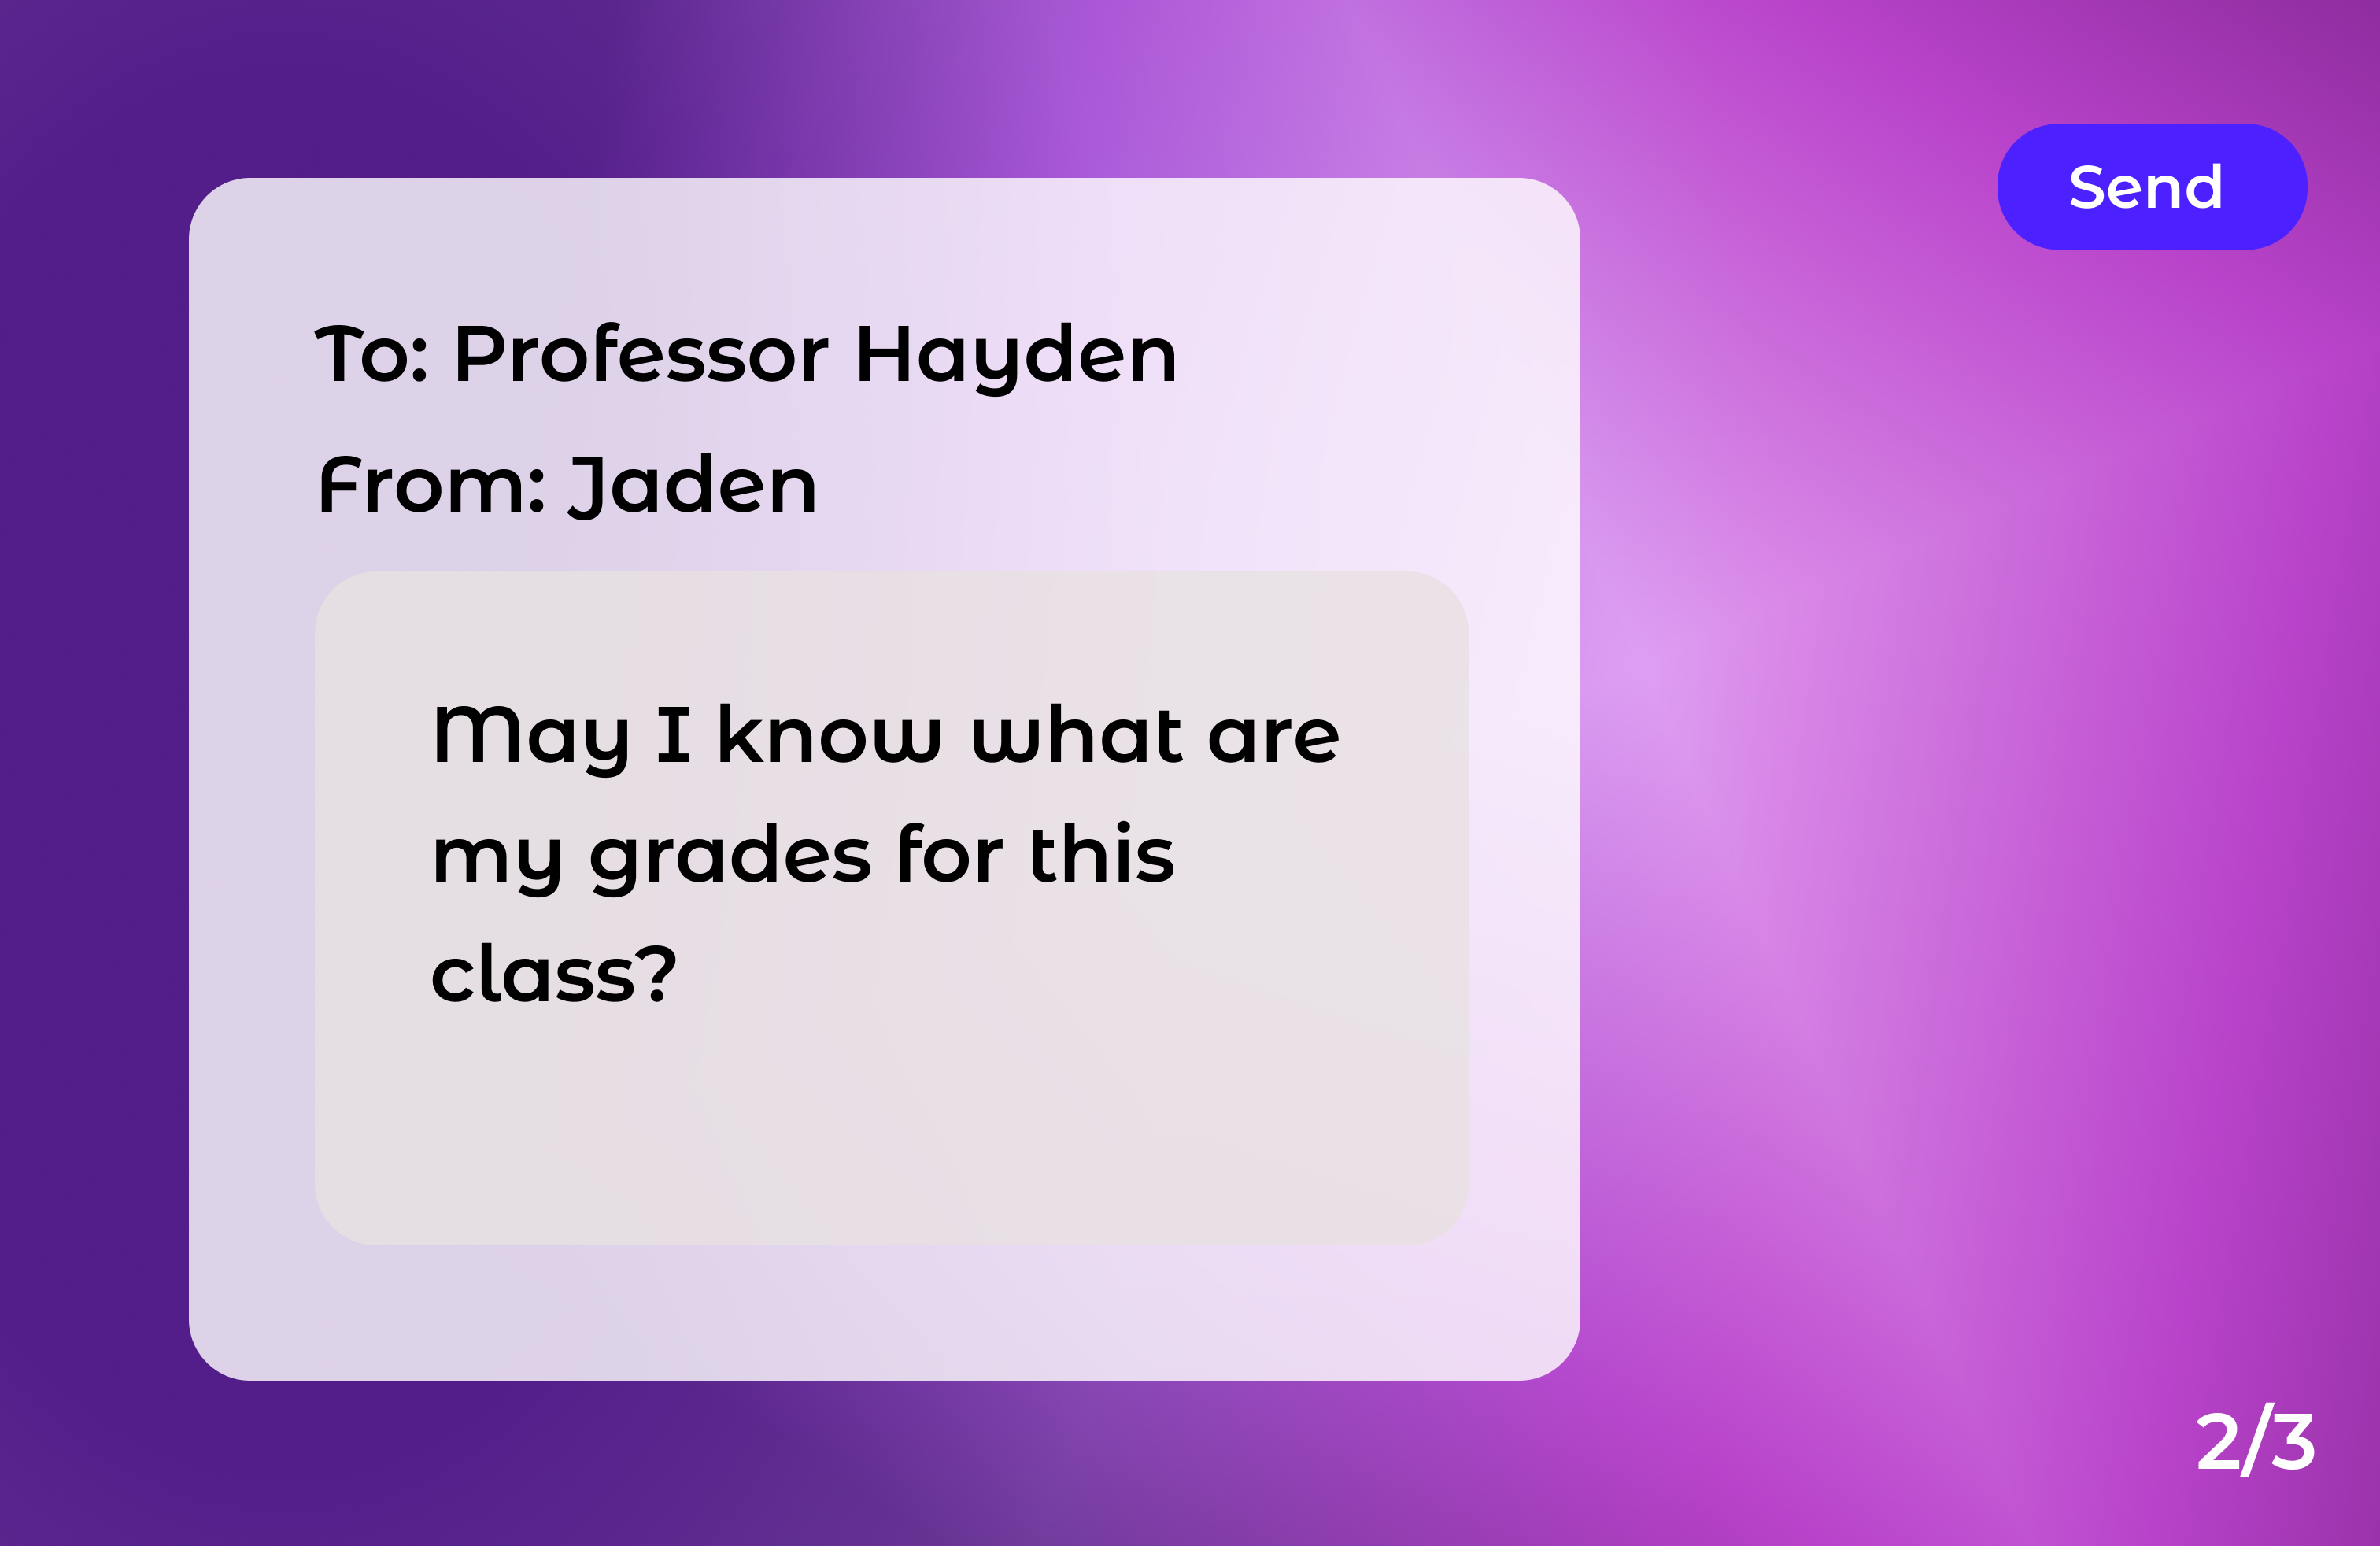 Send
To: Professor Hayden
From: Jaden
May I know what are
my grades for this
class?
2/3